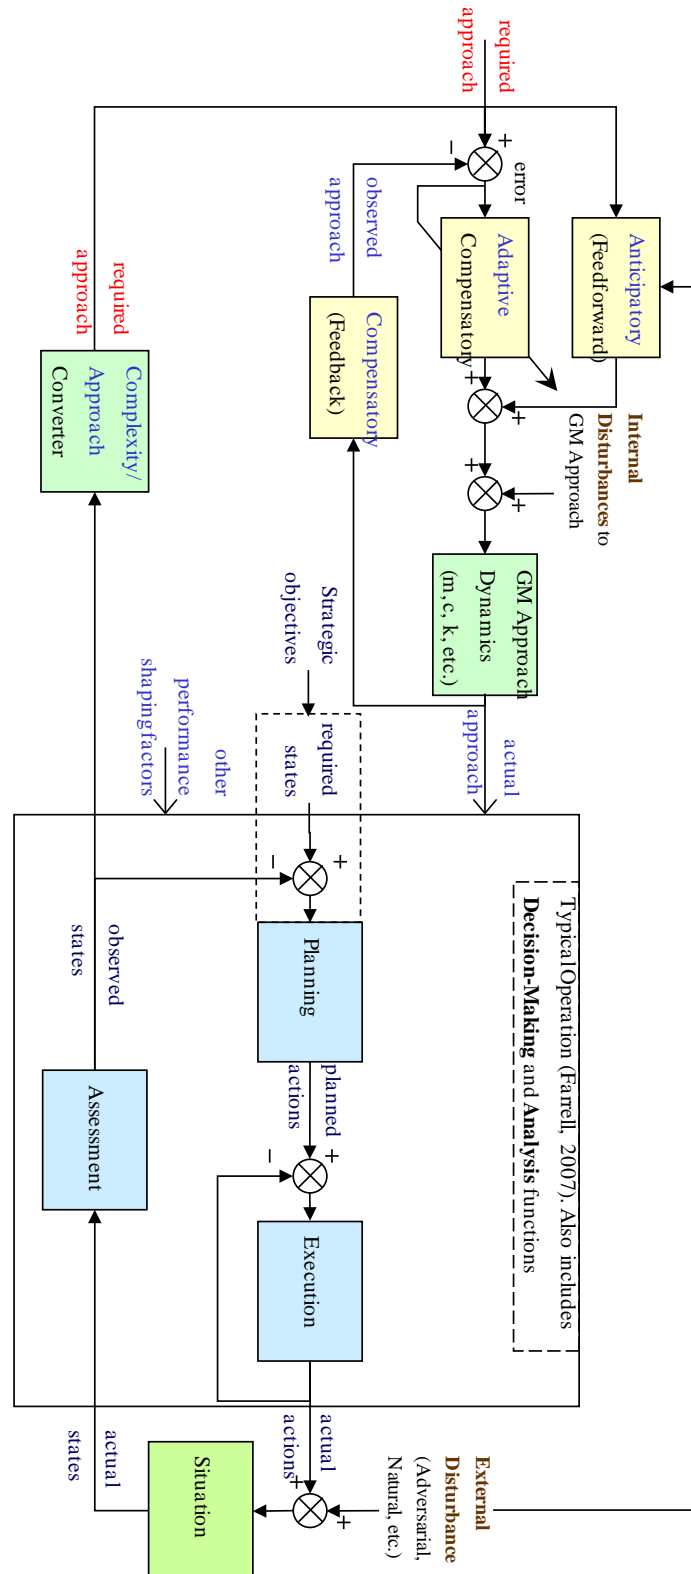 required
approach
+
−
error
Anticipatory
(Feedforward)
Adaptive
Compensatory
+
+
Internal
Disturbances to
GM Approach
+
+
GM Approach
Dynamics
(m, c, k, etc.)
actual
approach
observed
approach
Compensatory
(Feedback)
required
approach
Complexity/
Approach
Converter
Strategic
objectives
required
states
other
performance
shaping factors
+
−
Typical Operation (Farrell, 2007). Also includes
Decision-Making and Analysis functions
Planning
planned
actions
+
−
Execution
observed
states
Assessment
actual
actions
+
+
External
Disturbance
(Adversarial,
Natural, etc.)
Situation
actual
states